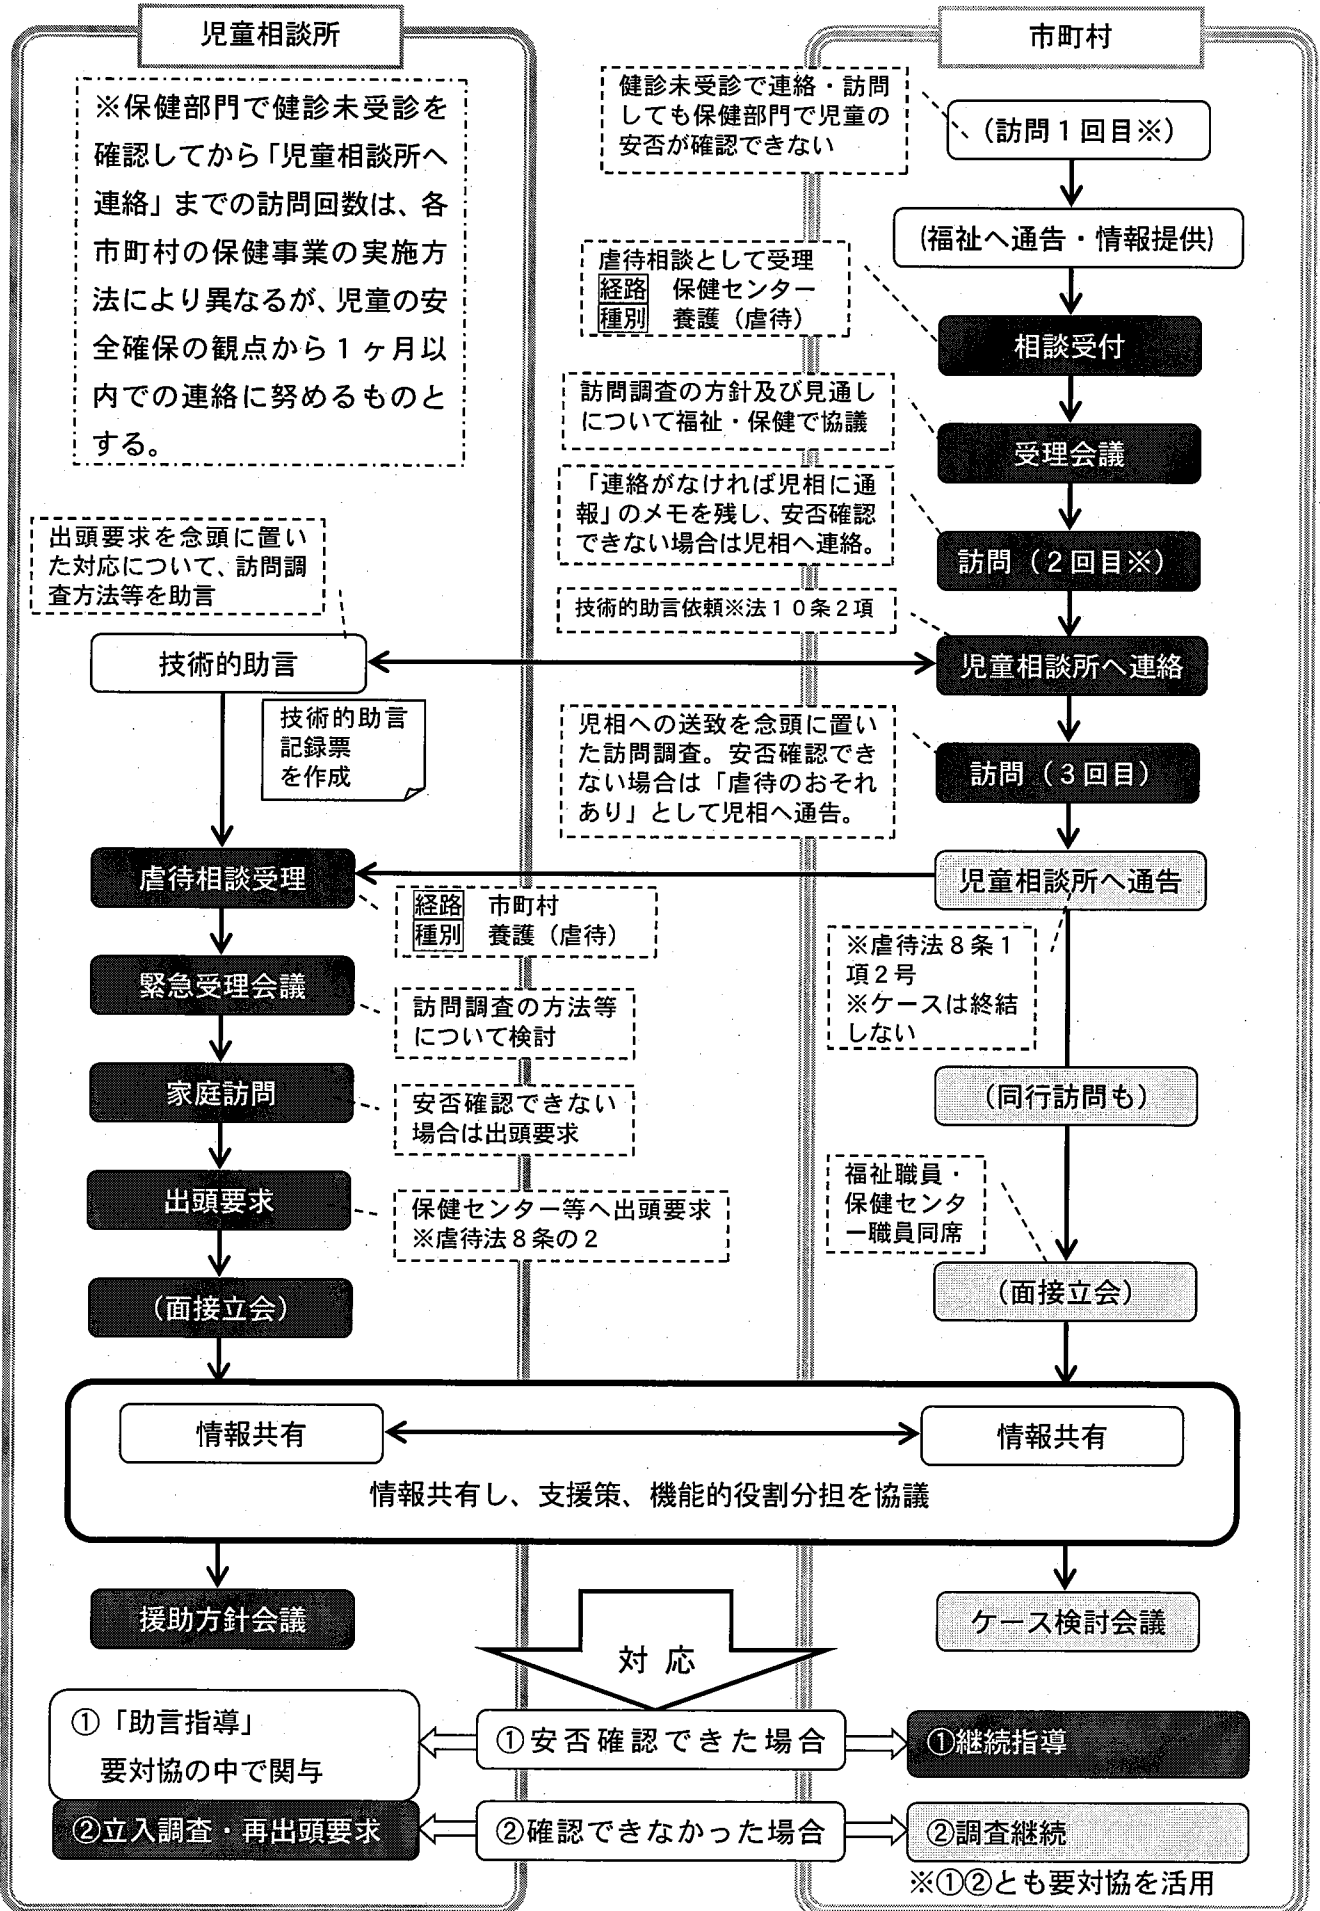 児童相談所
市町村
※保健部門で健診未受診を
確認してから「児童相談所へ
連絡」までの訪問回数は、各
市町村の保健事業の実施方
法により異なるが、児童の安
全確保の観点から1ヶ月以
内での連絡に努めるものと
する。
健診未受診で連絡・訪問
しても保健部門で児童の
安否が確認できない
(訪問1回目※)
(福祉へ通告・情報提供)
虐待相談として受理
経路 保健センター
種別 養護(虐待)
相談受付
訪問調査の方針及び見通し
について福祉・保健で協議
受理会議
「連絡がなければ児相に通
報」のメモを残し、安否確認
できない場合は児相へ連絡。
訪問(2回目※)
出頭要求を念頭に置い
た対応について、訪問調
査方法等を助言
技術的助言依頼※法10条2項
技術的助言
児童相談所へ連絡
技術的助言
記録票
を作成
児相への送致を念頭に置い
た訪問調査。安否確認でき
ない場合は「虐待のおそれ
あり」として児相へ通告。
訪問(3回目)
虐待相談受理
児童相談所へ通告
経路 市町村
種別 養護(虐待)
※虐待法8条1
項2号
※ケースは終結
しない
緊急受理会議
訪問調査の方法等
について検討
家庭訪問
安否確認できない
場合は出頭要求
(同行訪問も)
出頭要求
保健センター等へ出頭要求
※虐待法8条の2
福祉職員・
保健センタ
ー職員同席
(面接立会)
(面接立会)
情報共有
情報共有
情報共有し、支援策、機能的役割分担を協議
援助方針会議
ケース検討会議
対応
①「助言指導」
要対協の中で関与
①安否確認できた場合
①継続指導
②立入調査・再出頭要求
②確認できなかった場合
②調査継続
※①②とも要対協を活用